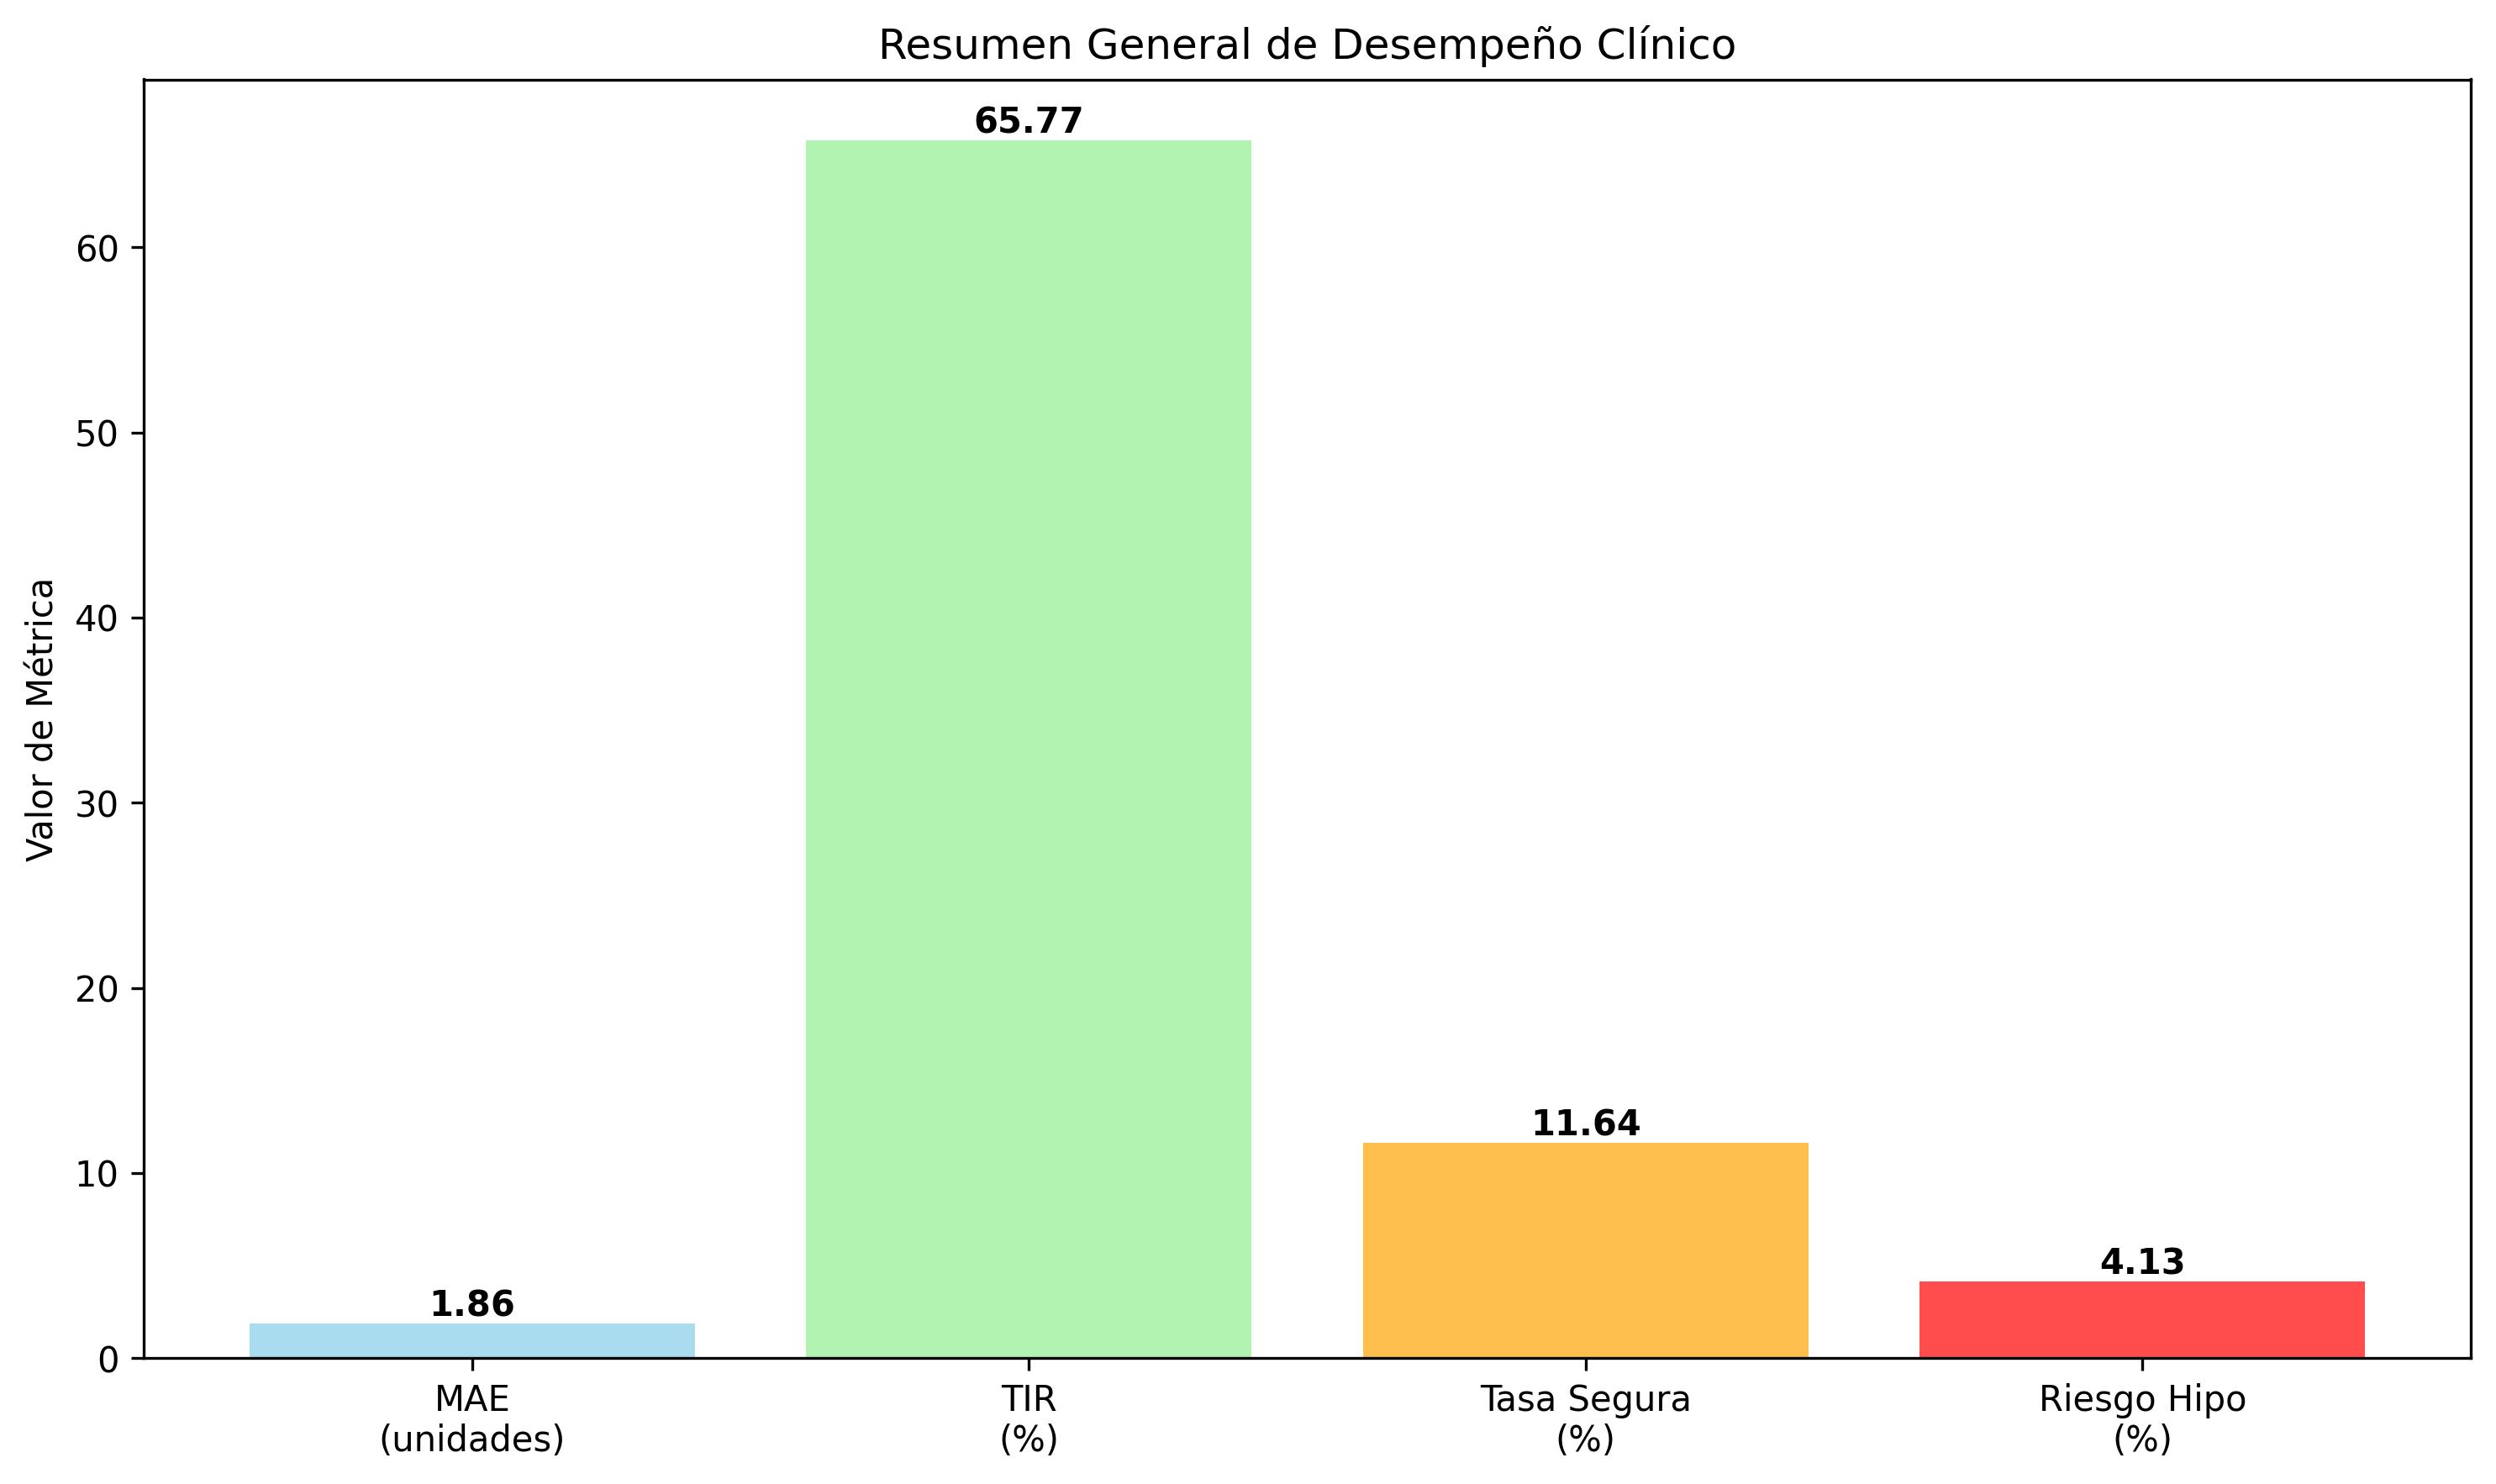 Resumen General de Desempeño Clínico
Valor de Métrica
60
50
40
30
20
10
0
1.86
65.77
11.64
4.13
MAE
(unidades)
TIR
(%)
Tasa Segura
(%)
Riesgo Hipo
(%)